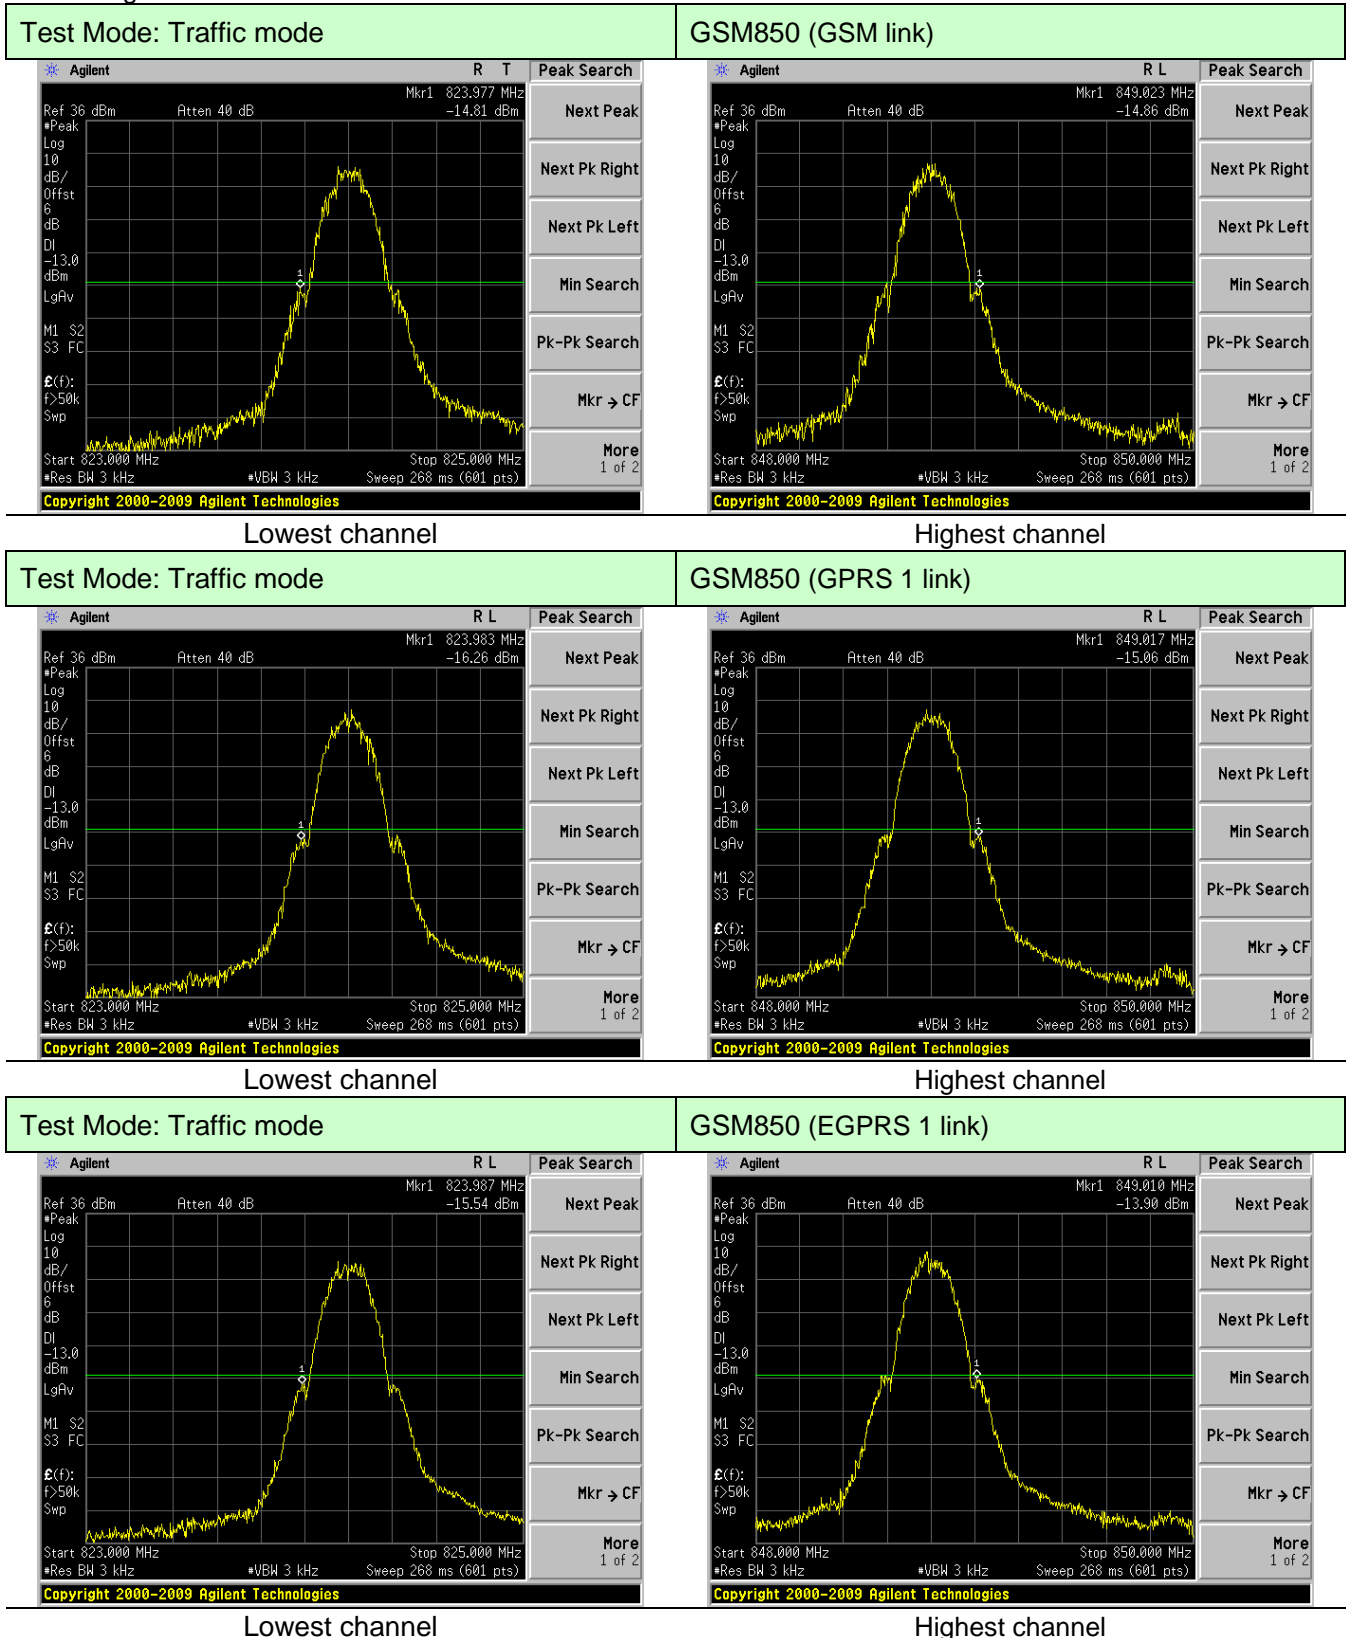 Test Mode: Traffic mode
GSM850 (GSM link)
Agilent
R T
Peak Search
Mkr1 823.977 MHz
Ref 36 dBm
Atten 40 dB
-14.81 dBm
Next Peak
#Peak
Log
10
dB/
Offst
6
dB
DI
-13.0
dBm
LgAv
M1 S2
S3 FC
£(f):
f>50k
Swp
1
Next Pk Right
Next Pk Left
Min Search
Pk-Pk Search
Mkr → CF
More
1 of 2
Start 823.000 MHz
Stop 825.000 MHz
#Res BW 3 kHz
#VBW 3 kHz
Sweep 268 ms (601 pts)
Copyright 2000-2009 Agilent Technologies
Agilent
R L
Peak Search
Mkr1 849.023 MHz
Ref 36 dBm
Atten 40 dB
-14.86 dBm
Next Peak
#Peak
Log
10
dB/
Offst
6
dB
DI
-13.0
dBm
LgAv
M1 S2
S3 FC
£(f):
f>50k
Swp
1
Next Pk Right
Next Pk Left
Min Search
Pk-Pk Search
Mkr → CF
More
1 of 2
Start 848.000 MHz
Stop 850.000 MHz
#Res BW 3 kHz
#VBW 3 kHz
Sweep 268 ms (601 pts)
Copyright 2000-2009 Agilent Technologies
Lowest channel
Highest channel
Test Mode: Traffic mode
GSM850 (GPRS 1 link)
Agilent
R L
Peak Search
Mkr1 823.983 MHz
Ref 36 dBm
Atten 40 dB
-16.26 dBm
Next Peak
#Peak
Log
10
dB/
Offst
6
dB
DI
-13.0
dBm
LgAv
M1 S2
S3 FC
£(f):
f>50k
Swp
1
Next Pk Right
Next Pk Left
Min Search
Pk-Pk Search
Mkr → CF
More
1 of 2
Start 823.000 MHz
Stop 825.000 MHz
#Res BW 3 kHz
#VBW 3 kHz
Sweep 268 ms (601 pts)
Copyright 2000-2009 Agilent Technologies
Agilent
R L
Peak Search
Mkr1 849.017 MHz
Ref 36 dBm
Atten 40 dB
-15.06 dBm
Next Peak
#Peak
Log
10
dB/
Offst
6
dB
DI
-13.0
dBm
LgAv
M1 S2
S3 FC
£(f):
f>50k
Swp
1
Next Pk Right
Next Pk Left
Min Search
Pk-Pk Search
Mkr → CF
More
1 of 2
Start 848.000 MHz
Stop 850.000 MHz
#Res BW 3 kHz
#VBW 3 kHz
Sweep 268 ms (601 pts)
Copyright 2000-2009 Agilent Technologies
Lowest channel
Highest channel
Test Mode: Traffic mode
GSM850 (EGPRS 1 link)
Agilent
R L
Peak Search
Mkr1 823.987 MHz
Ref 36 dBm
Atten 40 dB
-15.54 dBm
Next Peak
#Peak
Log
10
dB/
Offst
6
dB
DI
-13.0
dBm
LgAv
M1 S2
S3 FC
£(f):
f>50k
Swp
1
Next Pk Right
Next Pk Left
Min Search
Pk-Pk Search
Mkr → CF
More
1 of 2
Start 823.000 MHz
Stop 825.000 MHz
#Res BW 3 kHz
#VBW 3 kHz
Sweep 268 ms (601 pts)
Copyright 2000-2009 Agilent Technologies
Agilent
R L
Peak Search
Mkr1 849.010 MHz
Ref 36 dBm
Atten 40 dB
-13.90 dBm
Next Peak
#Peak
Log
10
dB/
Offst
6
dB
DI
-13.0
dBm
LgAv
M1 S2
S3 FC
£(f):
f>50k
Swp
1
Next Pk Right
Next Pk Left
Min Search
Pk-Pk Search
Mkr → CF
More
1 of 2
Start 848.000 MHz
Stop 850.000 MHz
#Res BW 3 kHz
#VBW 3 kHz
Sweep 268 ms (601 pts)
Copyright 2000-2009 Agilent Technologies
Lowest channel
Highest channel